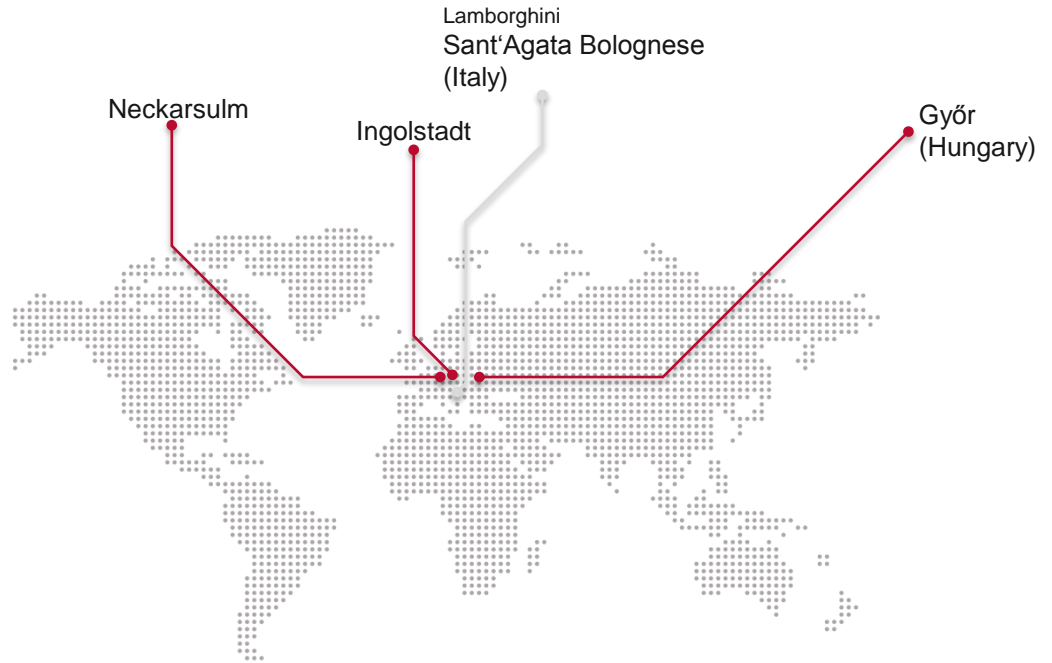 Lamborghini
Sant‘Agata Bolognese
(Italy)
Neckarsulm
Ingolstadt
Győr
(Hungary)